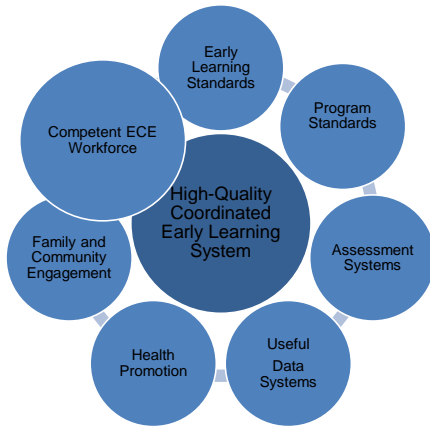 Early
Learning
Standards
Program
Standards
Competent ECE
Workforce
High-Quality
Coordinated
Early Learning
System
Family and
Community
Engagement
Assessment
Systems
Health
Promotion
Useful
Data
Systems